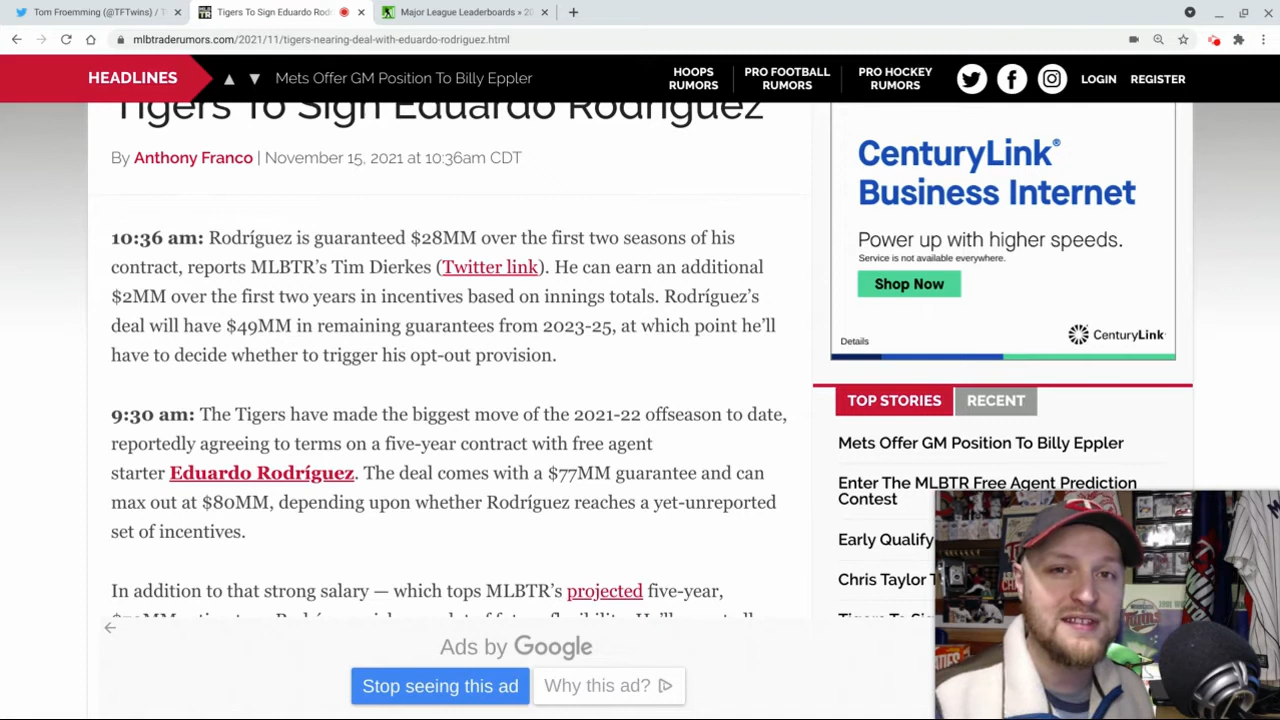 Tom Froemming (@TFTwins) / T
Tigers To Sign Eduardo Rod
Major League Leaderboards » 20
mlbtraderumors.com/2021/11/tigers-nearing-deal-with-eduardo-rodriguez.html
HEADLINES
Mets Offer GM Position To Billy Eppler
HOOPS RUMORS
PRO FOOTBALL RUMORS
PRO HOCKEY RUMORS
LOGIN
REGISTER
Tigers To Sign Eduardo Rodriguez
By Anthony Franco | November 15, 2021 at 10:36am CDT
10:36 am: Rodríguez is guaranteed $28MM over the first two seasons of his
contract, reports MLBTR's Tim Dierkes (Twitter link). He can earn an additional
$2MM over the first two years in incentives based on innings totals. Rodríguez's
deal will have $49MM in remaining guarantees from 2023-25, at which point he'll
have to decide whether to trigger his opt-out provision.
9:30 am: The Tigers have made the biggest move of the 2021-22 offseason to date,
reportedly agreeing to terms on a five-year contract with free agent
starter Eduardo Rodríguez. The deal comes with a $77MM guarantee and can
max out at $80MM, depending upon whether Rodríguez reaches a yet-unreported
set of incentives.
In addition to that strong salary — which tops MLBTR's projected five-year,
CenturyLink®
Business Internet
Power up with higher speeds.
Service is not available everywhere.
Shop Now
Details
CenturyLink
TOP STORIES
RECENT
Mets Offer GM Position To Billy Eppler
Enter The MLBTR Free Agent Prediction
Contest
Early Qualify
Chris Taylor T
Ads by Google
Stop seeing this ad
Why this ad?